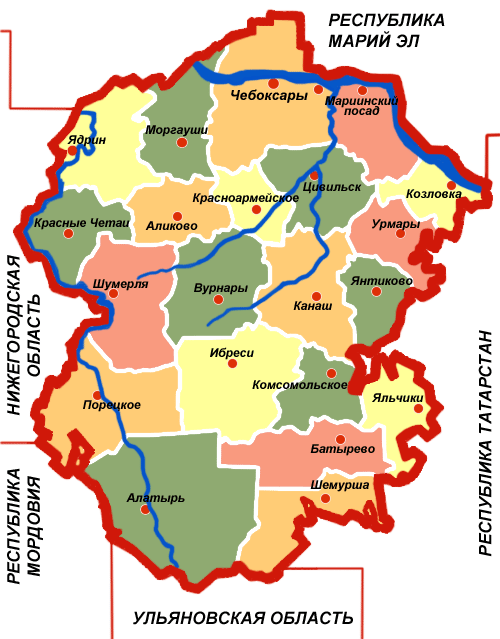 РЕСПУБЛИКА
МАРИЙ ЭЛ
Чебоксары
Мариинский
посад
Моргауши
Ядрин
Цивильск
Козловка
Красноармейское
Красные Четаи
Аликово
Урмары
НИЖЕГОРОДСКАЯ
ОБЛАСТЬ
Шумерля
Вурнары
Канаш
Янтиково
Ибреси
Комсомольское
Яльчики
Порецкое
РЕСПУБЛИКА ТАТАРСТАН
Батырево
РЕСПУБЛИКА
МОРДОВИЯ
Шемурша
Алатырь
УЛЬЯНОВСКАЯ ОБЛАСТЬ